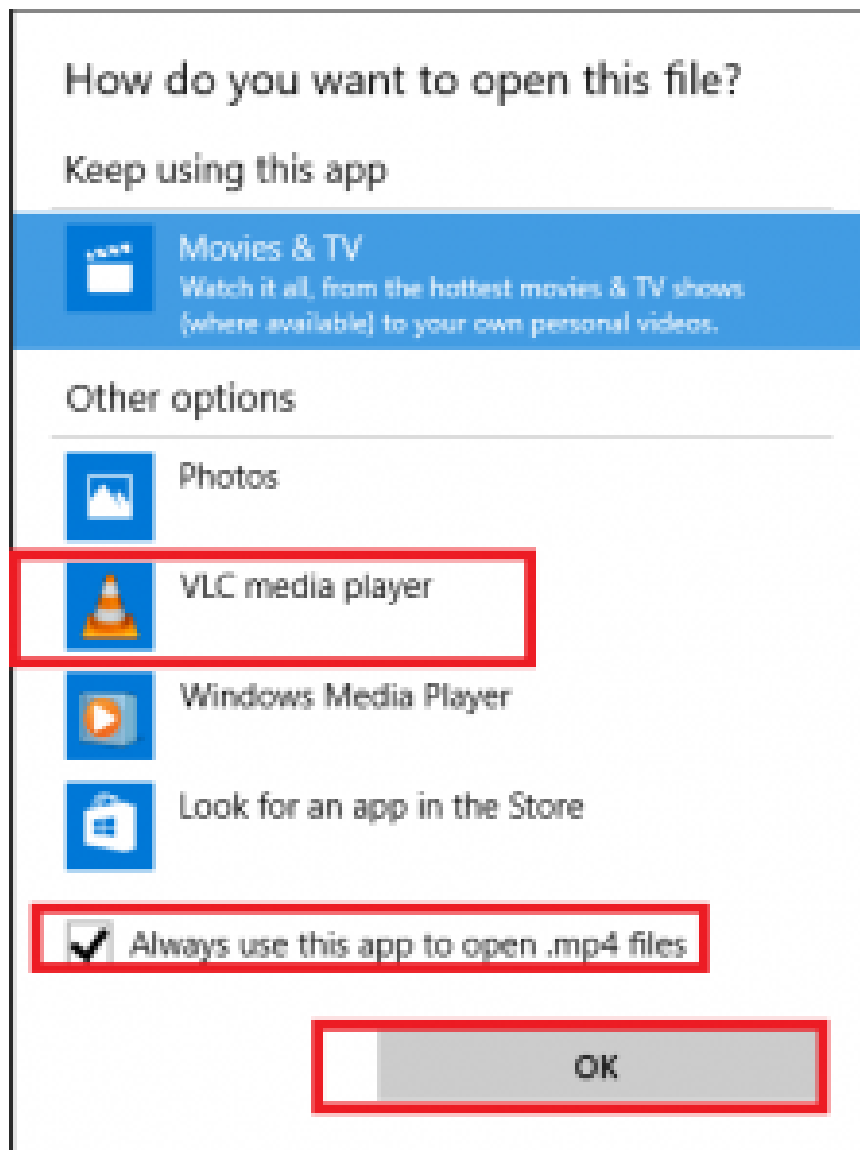 How do you want to open this file?
Keep using this app
Movies & TV
Watch it all, from the hottest movies & TV shows
(where available) to your own personal videos.
Other options
Photos
VLC media player
Windows Media Player
Look for an app in the Store
Always use this app to open .mp4 files
OK